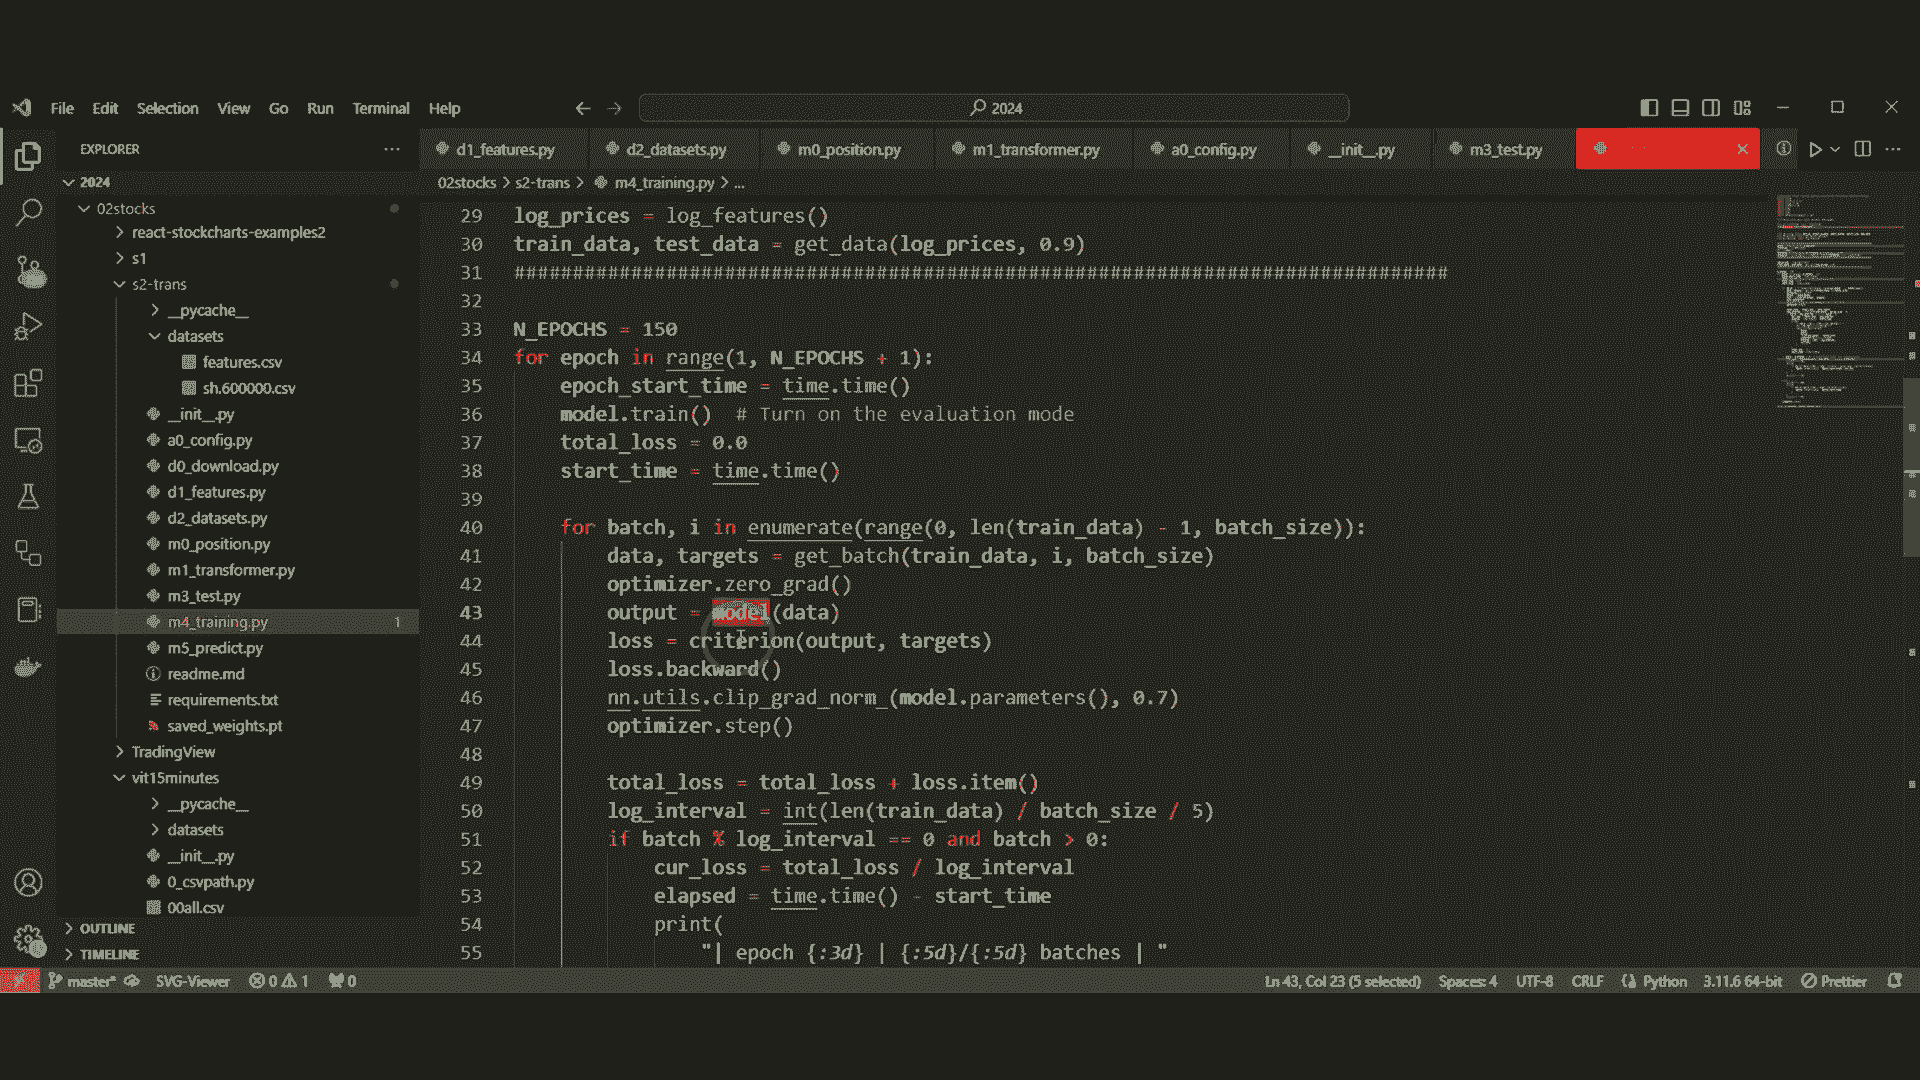 File Edit Selection View Go Run Terminal Help
2024
EXPLORER
d1_features.py
d2_datasets.py
m0_position.py
m1_transformer.py
a0_config.py
__init__.py
m3_test.py
02stocks > s2-trans > m4_training.py > ...
2024
02stocks
react-stockcharts-examples2
s1
s2-trans
__pycache__
datasets
features.csv
sh.600000.csv
__init__.py
a0_config.py
d0_download.py
d1_features.py
d2_datasets.py
m0_position.py
m1_transformer.py
m3_test.py
m4_training.py 1
m5_predict.py
readme.md
requirements.txt
saved_weights.pt
TradingView
vit15minutes
__pycache__
datasets
__init__.py
0_csvpath.py
00all.csv
OUTLINE
TIMELINE
29 log_prices = log_features()
30 train_data, test_data = get_data(log_prices, 0.9)
31 ################################################################################
32
33 N_EPOCHS = 150
34 for epoch in range(1, N_EPOCHS + 1):
35 epoch_start_time = time.time()
36 model.train() # Turn on the evaluation mode
37 total_loss = 0.0
38 start_time = time.time()
39
40 for batch, i in enumerate(range(0, len(train_data) - 1, batch_size)):
41 data, targets = get_batch(train_data, i, batch_size)
42 optimizer.zero_grad()
43 output = model(data)
44 loss = criterion(output, targets)
45 loss.backward()
46 nn.utils.clip_grad_norm_(model.parameters(), 0.7)
47 optimizer.step()
48
49 total_loss = total_loss + loss.item()
50 log_interval = int(len(train_data) / batch_size / 5)
51 if batch % log_interval == 0 and batch > 0:
52 cur_loss = total_loss / log_interval
53 elapsed = time.time() - start_time
54 print(
55 "| epoch {:3d} | {:5d}/{:5d} batches | "
master* SVG-Viewer 0 1 0 Ln 43, Col 23 (5 selected) Spaces: 4 UTF-8 CRLF Python 3.11.6 64-bit Prettier